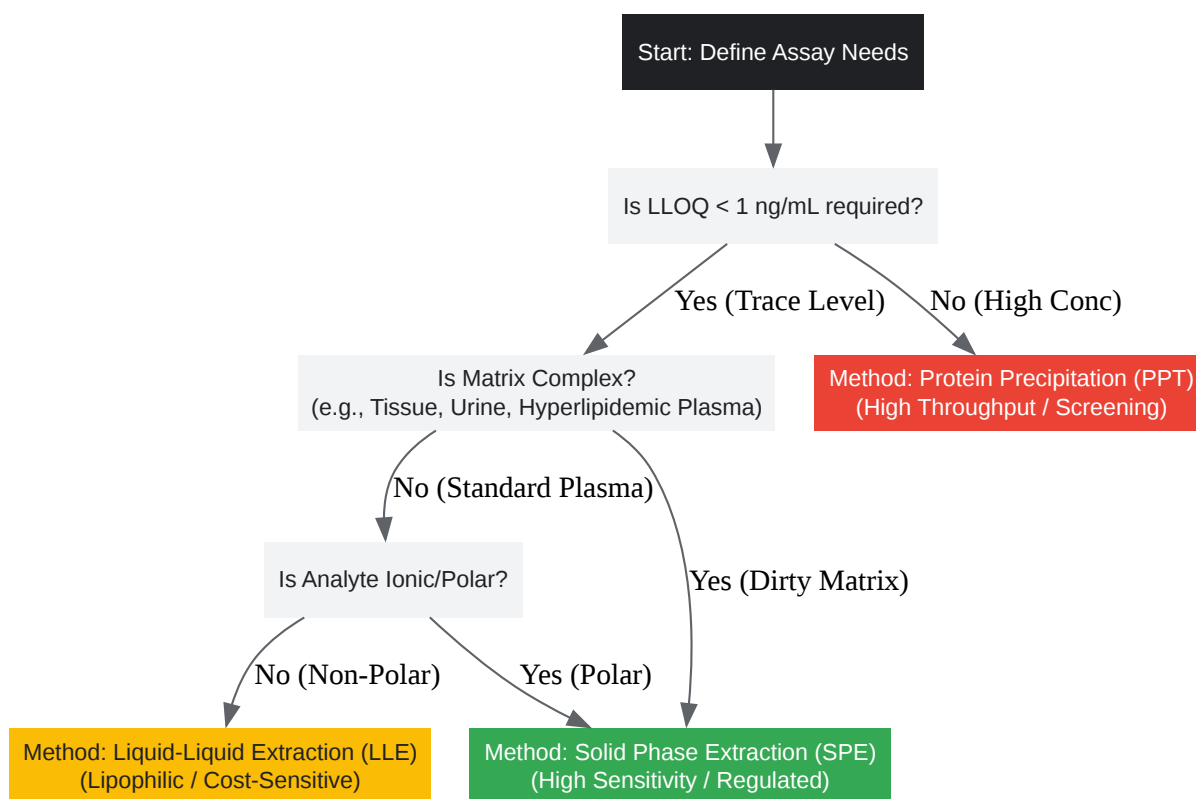 Start: Define Assay Needs
Is LLOQ < 1 ng/mL required?
Yes (Trace Level)
No (High Conc)
Is Matrix Complex?
(e.g., Tissue, Urine, Hyperlipidemic Plasma)
Method: Protein Precipitation (PPT)
(High Throughput / Screening)
No (Standard Plasma)
Is Analyte Ionic/Polar?
Yes (Dirty Matrix)
No (Non-Polar)
Yes (Polar)
Method: Liquid-Liquid Extraction (LLE)
(Lipophilic / Cost-Sensitive)
Method: Solid Phase Extraction (SPE)
(High Sensitivity / Regulated)